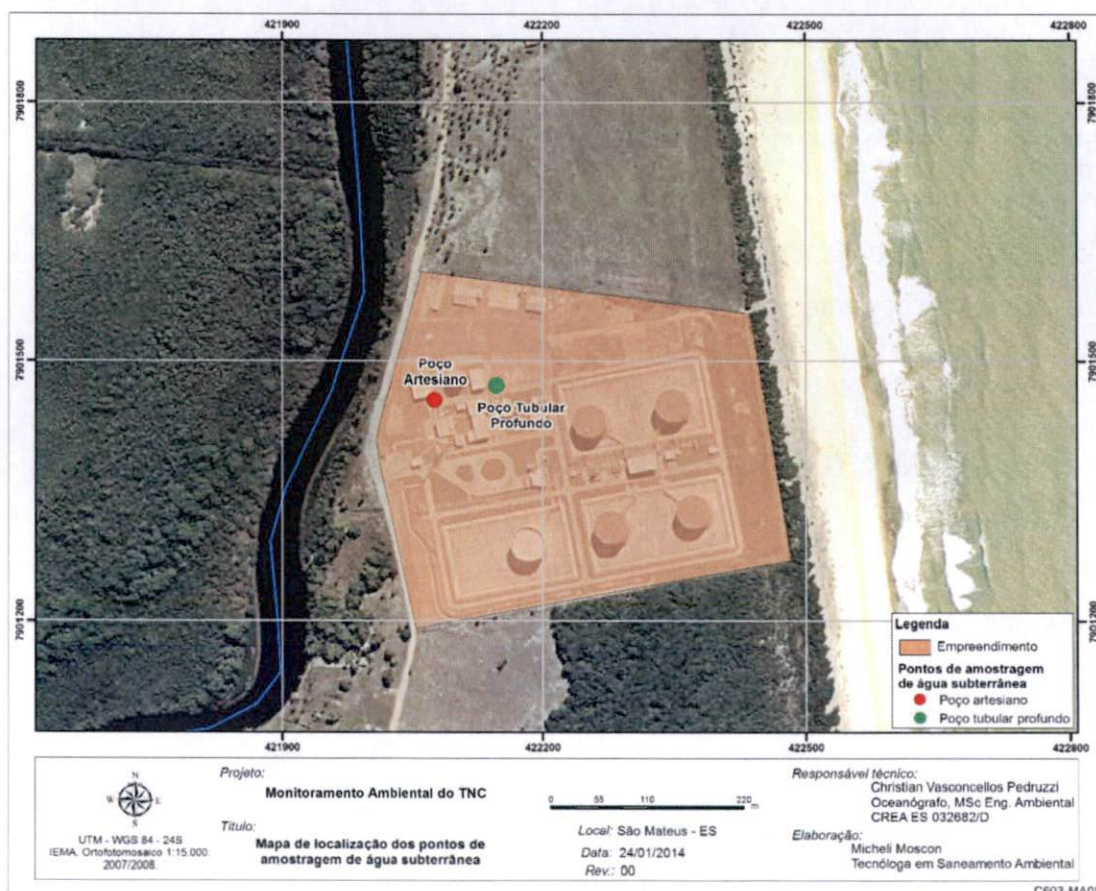 421900
422200
422500
422800
7901800
7901800
7901500
7901500
Poço
Artesiano
Poço Tubular
Profundo
7901200
7901200
Legenda
Empreendimento
Pontos de amostragem
de água subterrânea
Poço artesiano
Poço tubular profundo
421900
422200
422500
422800
N
W
E
S
UTM - WGS 84 - 24S
IEMA. Ortofotomosaico 1:15.000.
2007/2008.
Projeto:
Monitoramento Ambiental do TNC
Título:
Mapa de localização dos pontos de
amostragem de água subterrânea
0 55 110 220
m
Local: São Mateus - ES
Data: 24/01/2014
Rev.: 00
Responsável técnico:
Christian Vasconcellos Pedruzzi
Oceanógrafo, MSc Eng. Ambiental
CREA ES 032682/D
Elaboração:
Micheli Moscon
Tecnóloga em Saneamento Ambiental